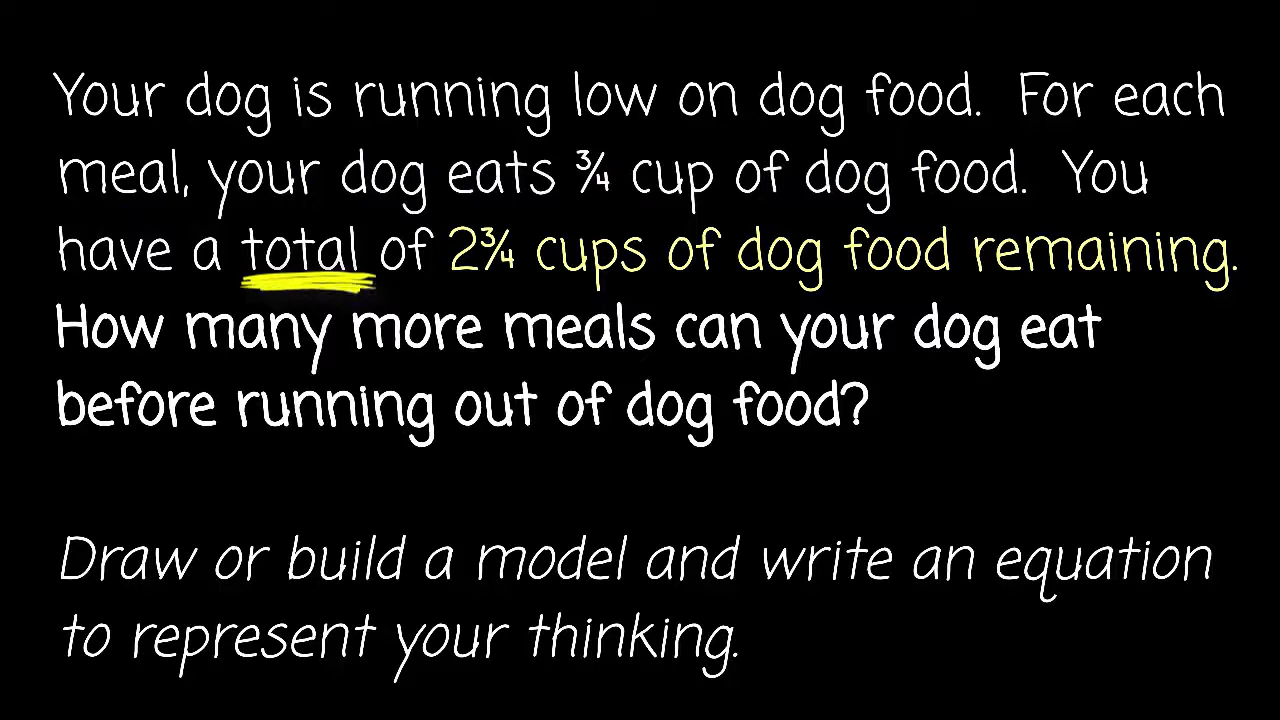 Your dog is running low on dog food. For each
meal, your dog eats ¾ cup of dog food. You
have a total of 2¾ cups of dog food remaining.
How many more meals can your dog eat
before running out of dog food?
Draw or build a model and write an equation
to represent your thinking.